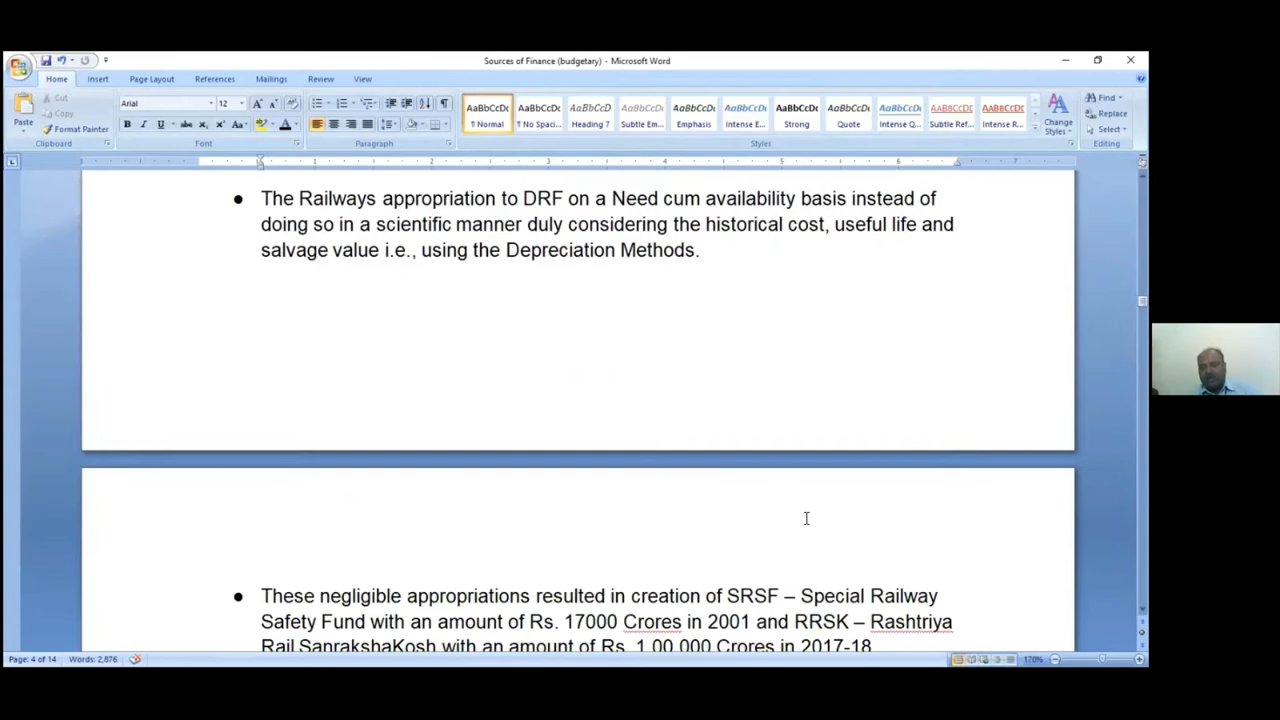 Sources of Finance (budgetary) - Microsoft Word
Home Insert Page Layout References Mailings Review View
Paste Cut Copy Format Painter
Clipboard
Arial 12
Font
Paragraph
AaBbCcDc AaBbCcDc AaBbCcD AaBbCcDc AaBbCcDc AaBbCcDc AaBbCcDc AaBbCcDc AaBbCcDc AaBbCcDc AaBbCcDc
¶ Normal ¶ No Spaci... Heading 7 Subtle Em... Emphasis Intense E... Strong Quote Intense Q... Subtle Ref... Intense R...
Change Styles
Styles
Find Replace Select
Editing
● The Railways appropriation to DRF on a Need cum availability basis instead of
doing so in a scientific manner duly considering the historical cost, useful life and
salvage value i.e., using the Depreciation Methods.
● These negligible appropriations resulted in creation of SRSF – Special Railway
Safety Fund with an amount of Rs. 17000 Crores in 2001 and RRSK – Rashtriya
Rail SanrakshaKosh with an amount of Rs. 1,00,000 Crores in 2017-18
Page: 4 of 14 Words: 2,876 170%